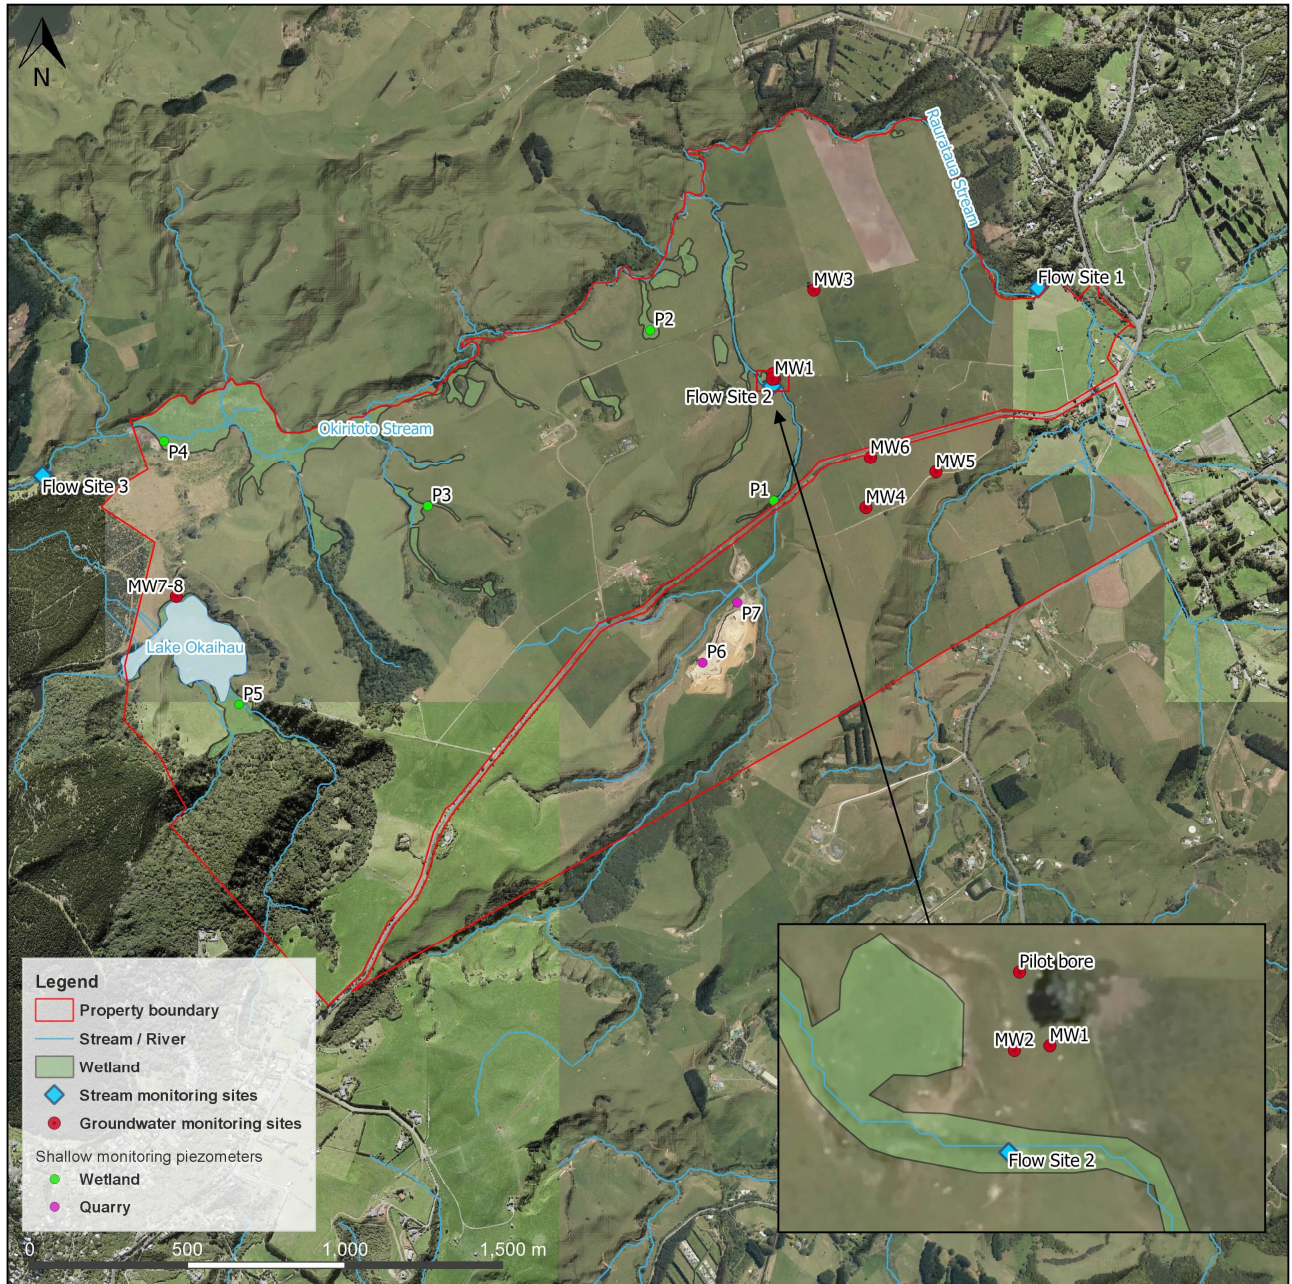 N
Raurataua Stream
Flow Site 1
MW3
P2
MW1
Flow Site 2
Okiritoto Stream
MW6
MW5
P4
Flow Site 3
P3
P1
MW4
MW7-8
P7
Lake Okaihau
P6
P5
Pilot bore
MW2
MW1
Flow Site 2
Legend
Property boundary
Stream / River
Wetland
Stream monitoring sites
Groundwater monitoring sites
Shallow monitoring piezometers
Wetland
Quarry
0 500 1,000 1,500 m